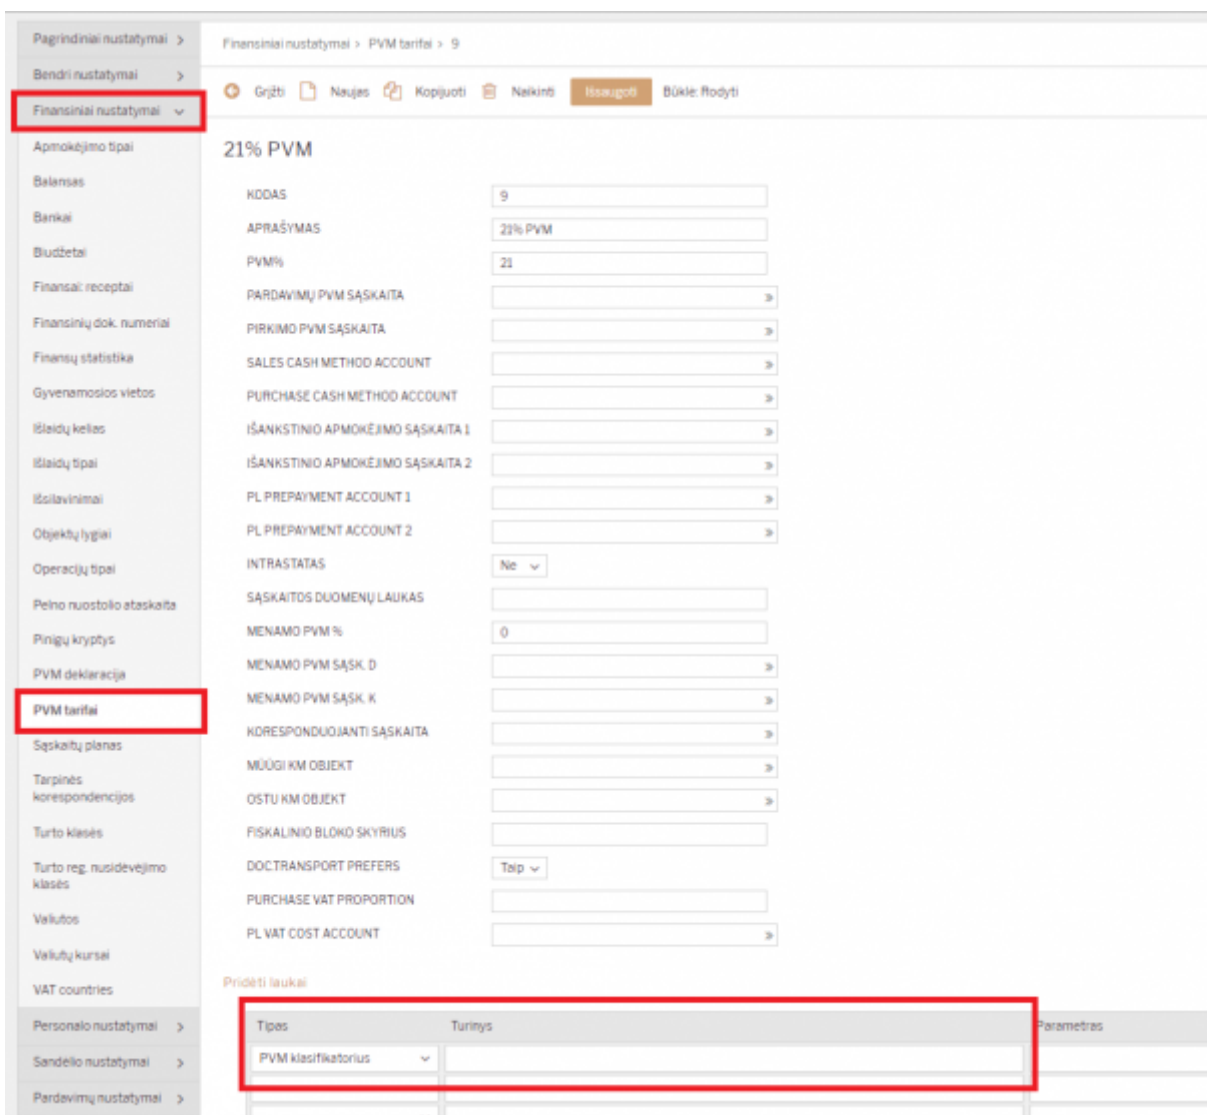 Pagrindiniai nustatymai >
Bendri nustatymai >
Finansiniai nustatymai
Apmokėjimo tipai
Balansas
Bankai
Biudžetai
Finansai: receptai
Finansinių dok. numeriai
Finansų statistika
Gyvenamosios vietos
Išlaidų kelias
Išlaidų tipai
Išsilavinimai
Objektų lygiai
Operacijų tipai
Pelno nuostolio ataskaita
Pinigų kryptys
PVM deklaracija
PVM tarifai
Sąskaitų planas
Tarpinės
korespondencijos
Turto klasės
Turto reg. nusidėvėjimo
klasės
Valiutos
Valiutų kursai
VAT countries
Personalo nustatymai >
Sandėlio nustatymai >
Pardavimų nustatymai >
Finansiniai nustatymai > PVM tarifai > 9
Grįžti Naujas Kopijuoti Naikinti Išsaugoti Būklė: Rodyti
21% PVM
KODAS 9
APRAŠYMAS 21% PVM
PVM% 21
PARDAVIMŲ PVM SĄSKAITA »
PIRKIMO PVM SĄSKAITA »
SALES CASH METHOD ACCOUNT »
PURCHASE CASH METHOD ACCOUNT »
IŠANKSTINIO APMOKĖJIMO SĄSKAITA 1 »
IŠANKSTINIO APMOKĖJIMO SĄSKAITA 2 »
PL PREPAYMENT ACCOUNT 1 »
PL PREPAYMENT ACCOUNT 2 »
INTRASTATAS Ne
SĄSKAITOS DUOMENŲ LAUKAS
MENAMO PVM % 0
MENAMO PVM SĄSK. D »
MENAMO PVM SĄSK. K »
KORESPONDUOJANTI SĄSKAITA »
MÜÜGI KM OBJEKT »
OSTU KM OBJEKT »
FISKALINIO BLOKO SKYRIUS
DOCTRANSPORT PREFERS Taip
PURCHASE VAT PROPORTION
PL VAT COST ACCOUNT »
Pridėti laukai
Tipas Turinys Parametras
PVM klasifikatorius